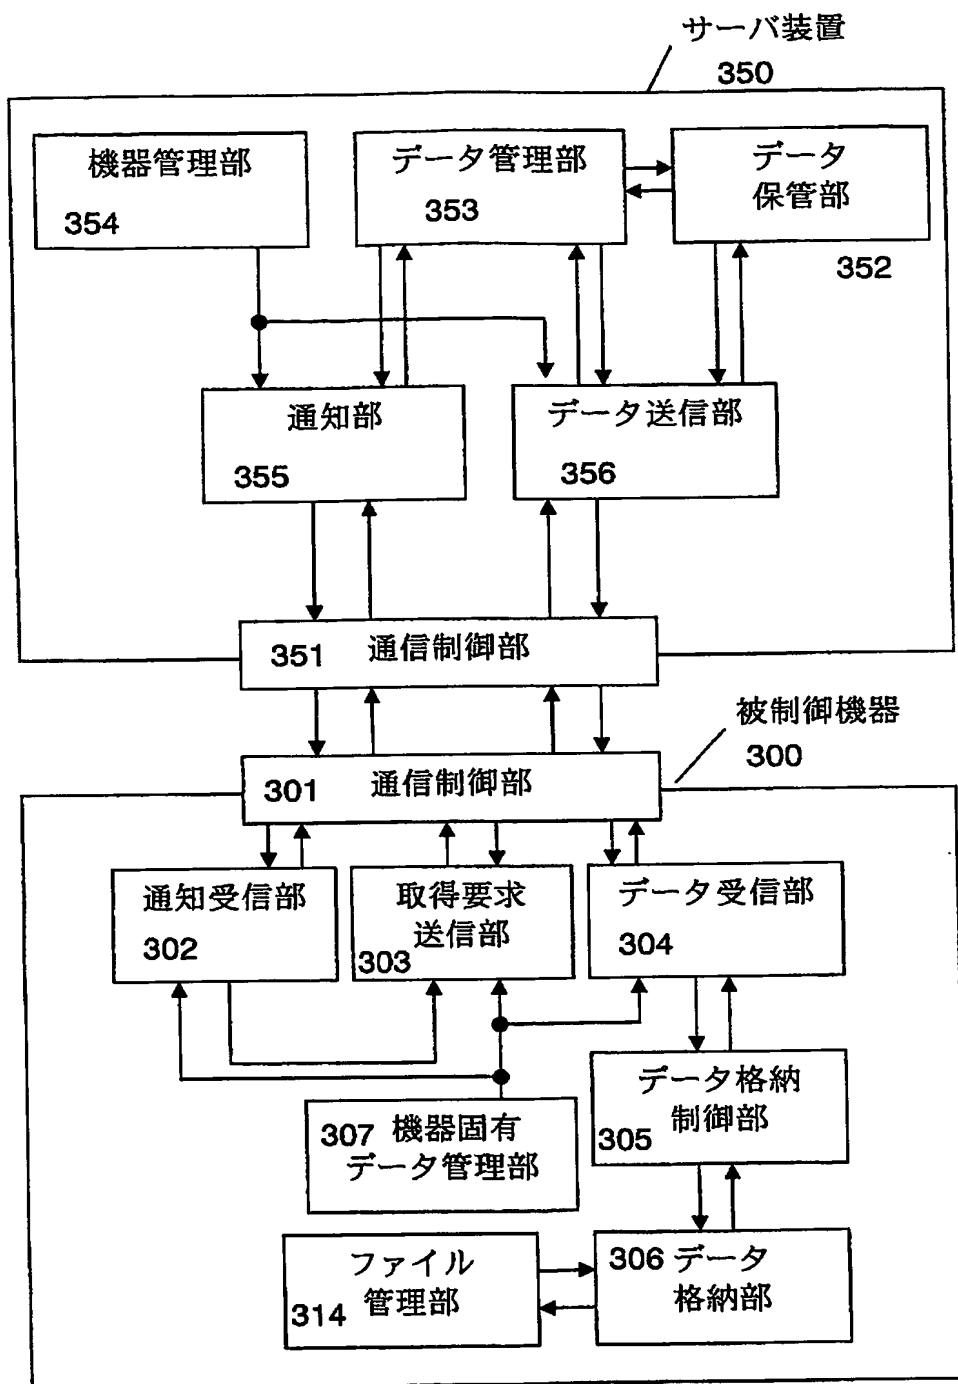 サーバ装置
350
機器管理部
354
データ管理部
353
データ
保管部
352
通知部
355
データ送信部
356
351 通信制御部
被制御機器
300
301 通信制御部
通知受信部
302
取得要求
送信部
303
データ受信部
304
データ格納
制御部
305
307 機器固有
データ管理部
306 データ
格納部
ファイル
管理部
314